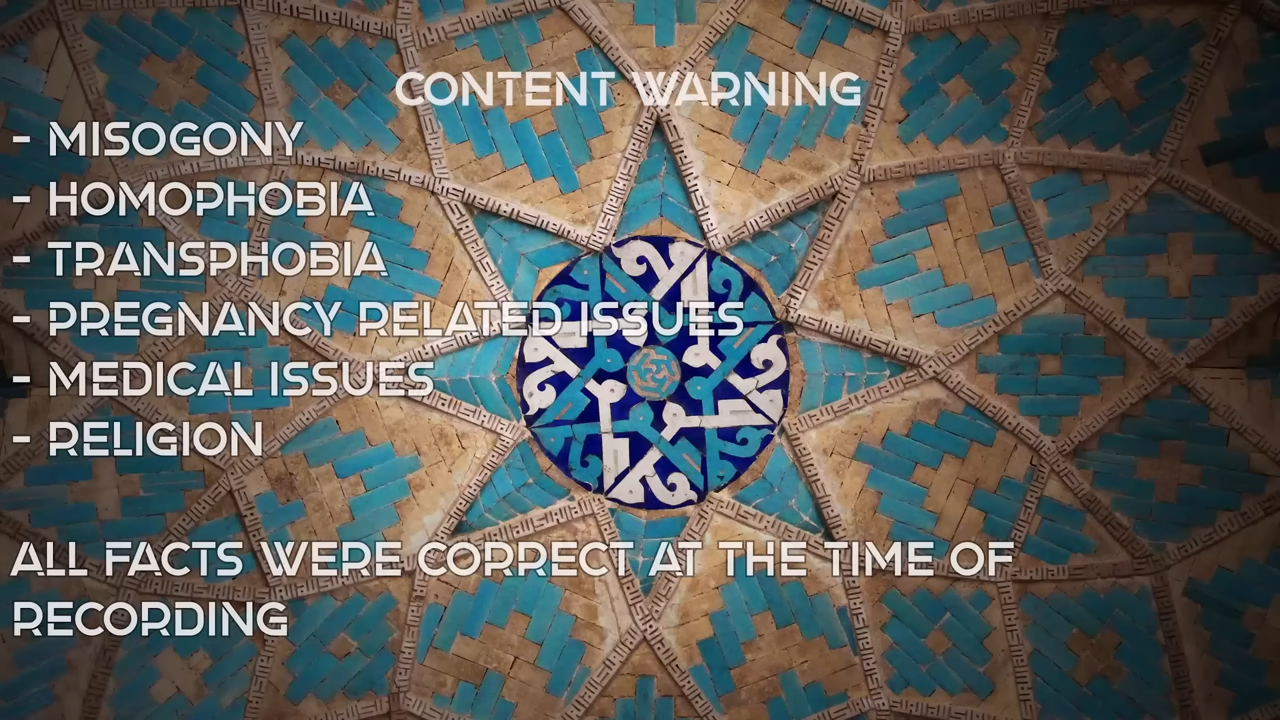 CONTENT WARNING
- MISOGONY
- HOMOPHOBIA
- TRANSPHOBIA
- PREGNANCY RELATED ISSUES
- MEDICAL ISSUES
- RELIGION
ALL FACTS WERE CORRECT AT THE TIME OF
RECORDING